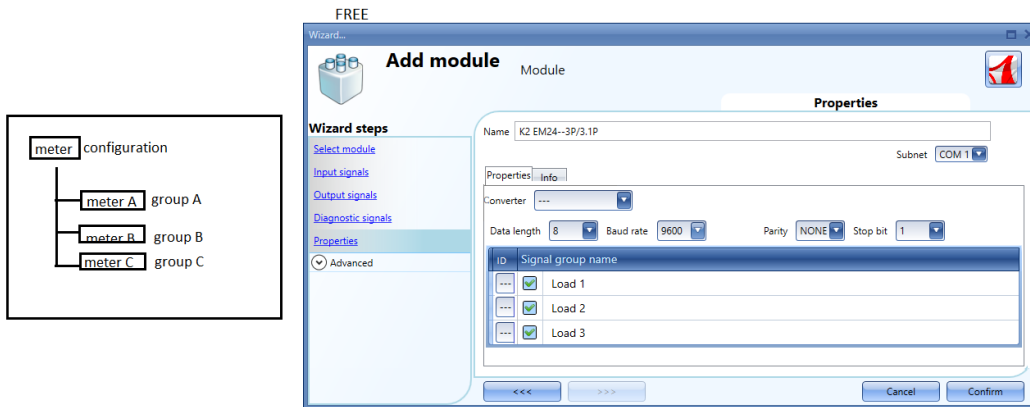 FREE
Wizard...
Add module
Module
Properties
Wizard steps
Select module
Input signals
Output signals
Diagnostic signals
Properties
Advanced
Name K2 EM24--3P/3.1P
Subnet COM 1
Properties Info
Converter ---
Data length 8 Baud rate 9600 Parity NONE Stop bit 1
ID Signal group name
--- Load 1
--- Load 2
--- Load 3
<<< >>> Cancel Confirm
meter configuration
meter A group A
meter B group B
meter C group C